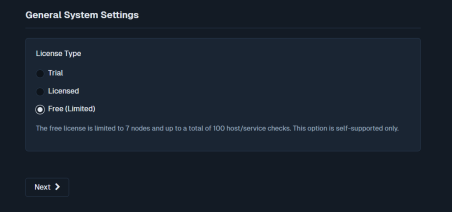 General System Settings
License Type
Trial
Licensed
Free (Limited)
The free license is limited to 7 nodes and up to a total of 100 host/service checks. This option is self-supported only.
Next